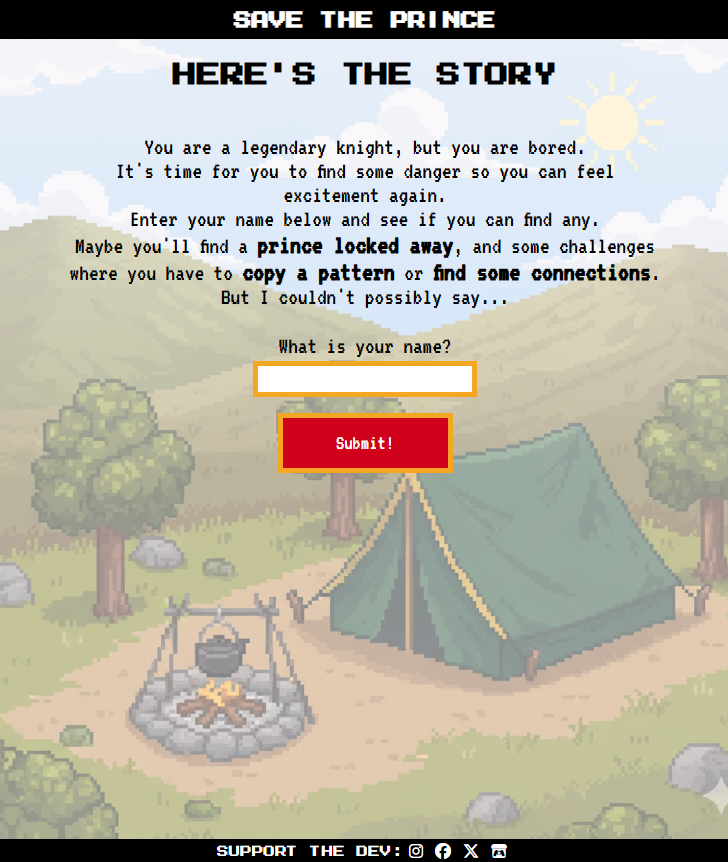 SAVE THE PRINCE
HERE'S THE STORY
You are a legendary knight, but you are bored.
It's time for you to find some danger so you can feel
excitement again.
Enter your name below and see if you can find any.
Maybe you'll find a prince locked away, and some challenges
where you have to copy a pattern or find some connections.
But I couldn't possibly say...
What is your name?
Submit!
SUPPORT THE DEV: